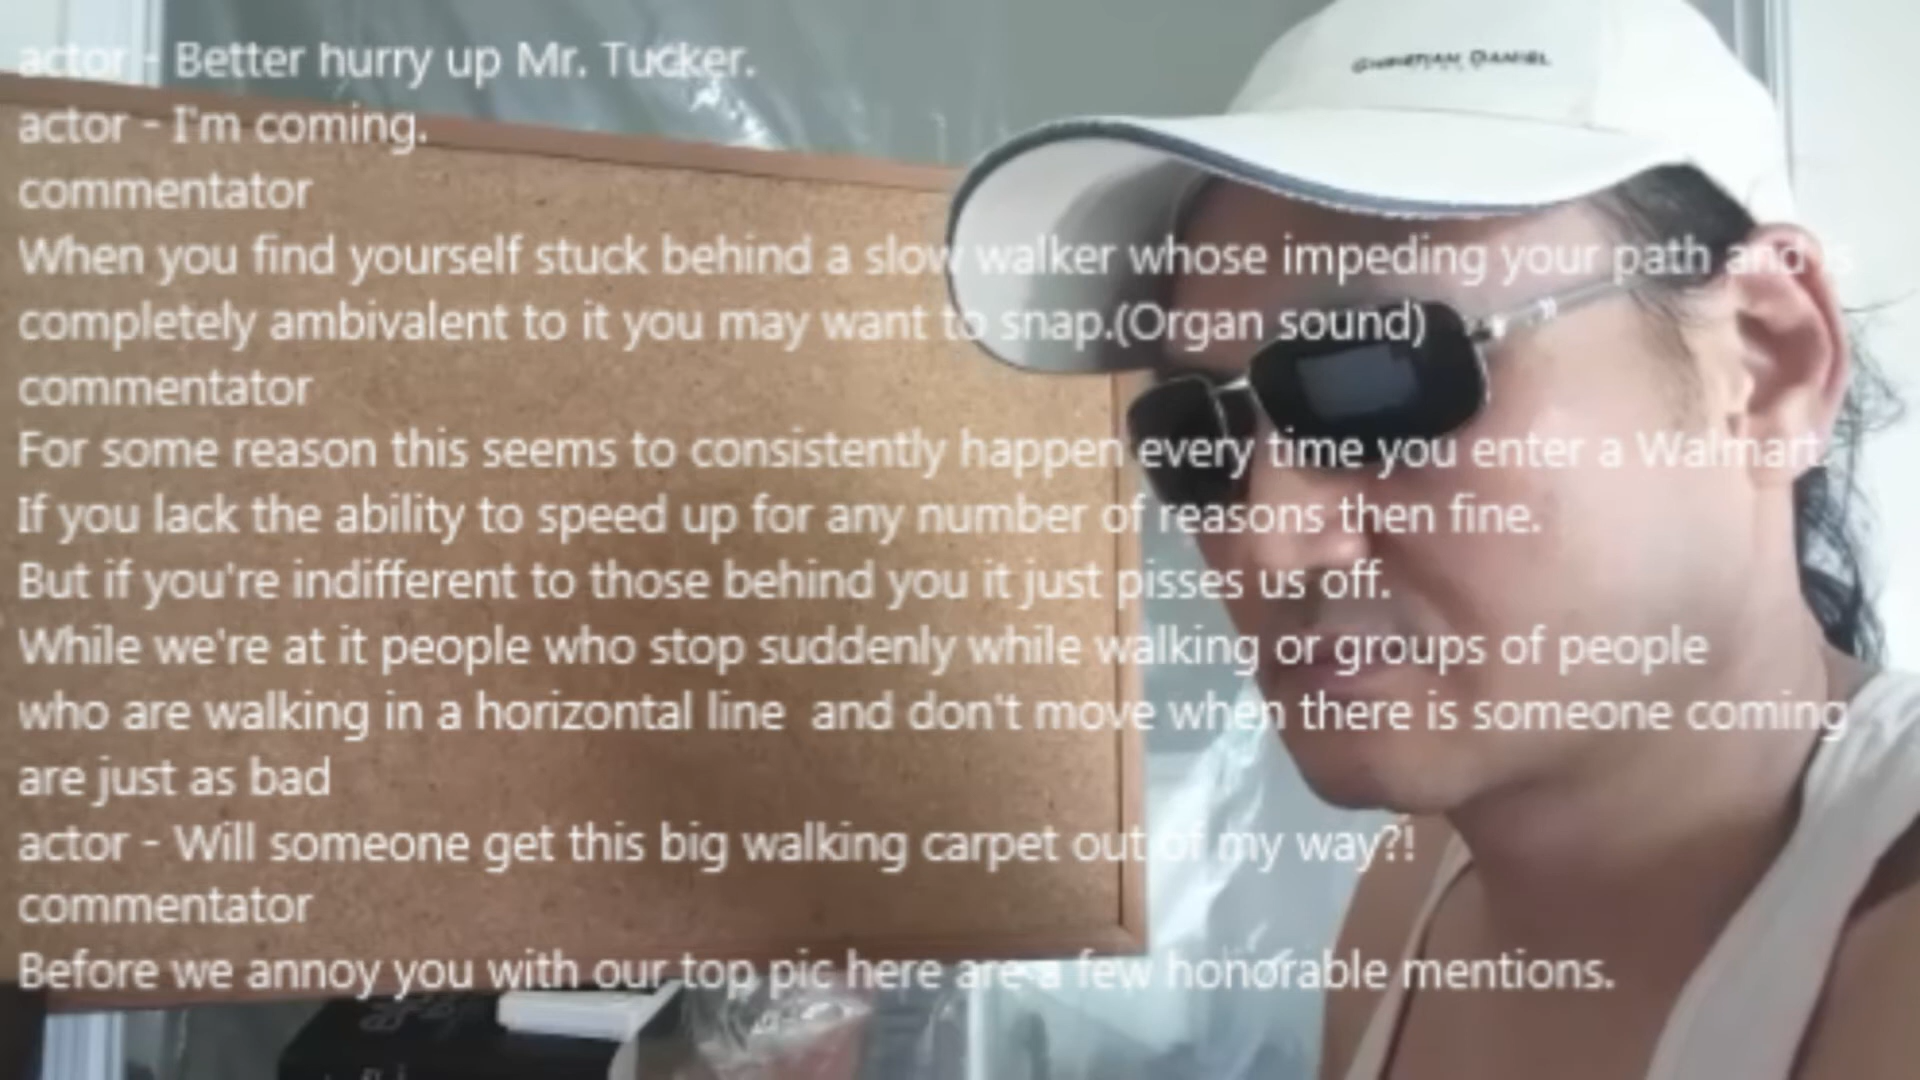 actor - Better hurry up Mr. Tucker.
CHRISTIAN DANIEL
actor - I'm coming.
commentator
When you find yourself stuck behind a slow walker whose impeding your path and is
completely ambivalent to it you may want to snap.(Organ sound)
commentator
For some reason this seems to consistently happen every time you enter a Walmart.
If you lack the ability to speed up for any number of reasons then fine.
But if you're indifferent to those behind you it just pisses us off.
While we're at it people who stop suddenly while walking or groups of people
who are walking in a horizontal line  and don't move when there is someone coming
are just as bad
actor - Will someone get this big walking carpet out of my way?!
commentator
Before we annoy you with our top pic here are a few honorable mentions.